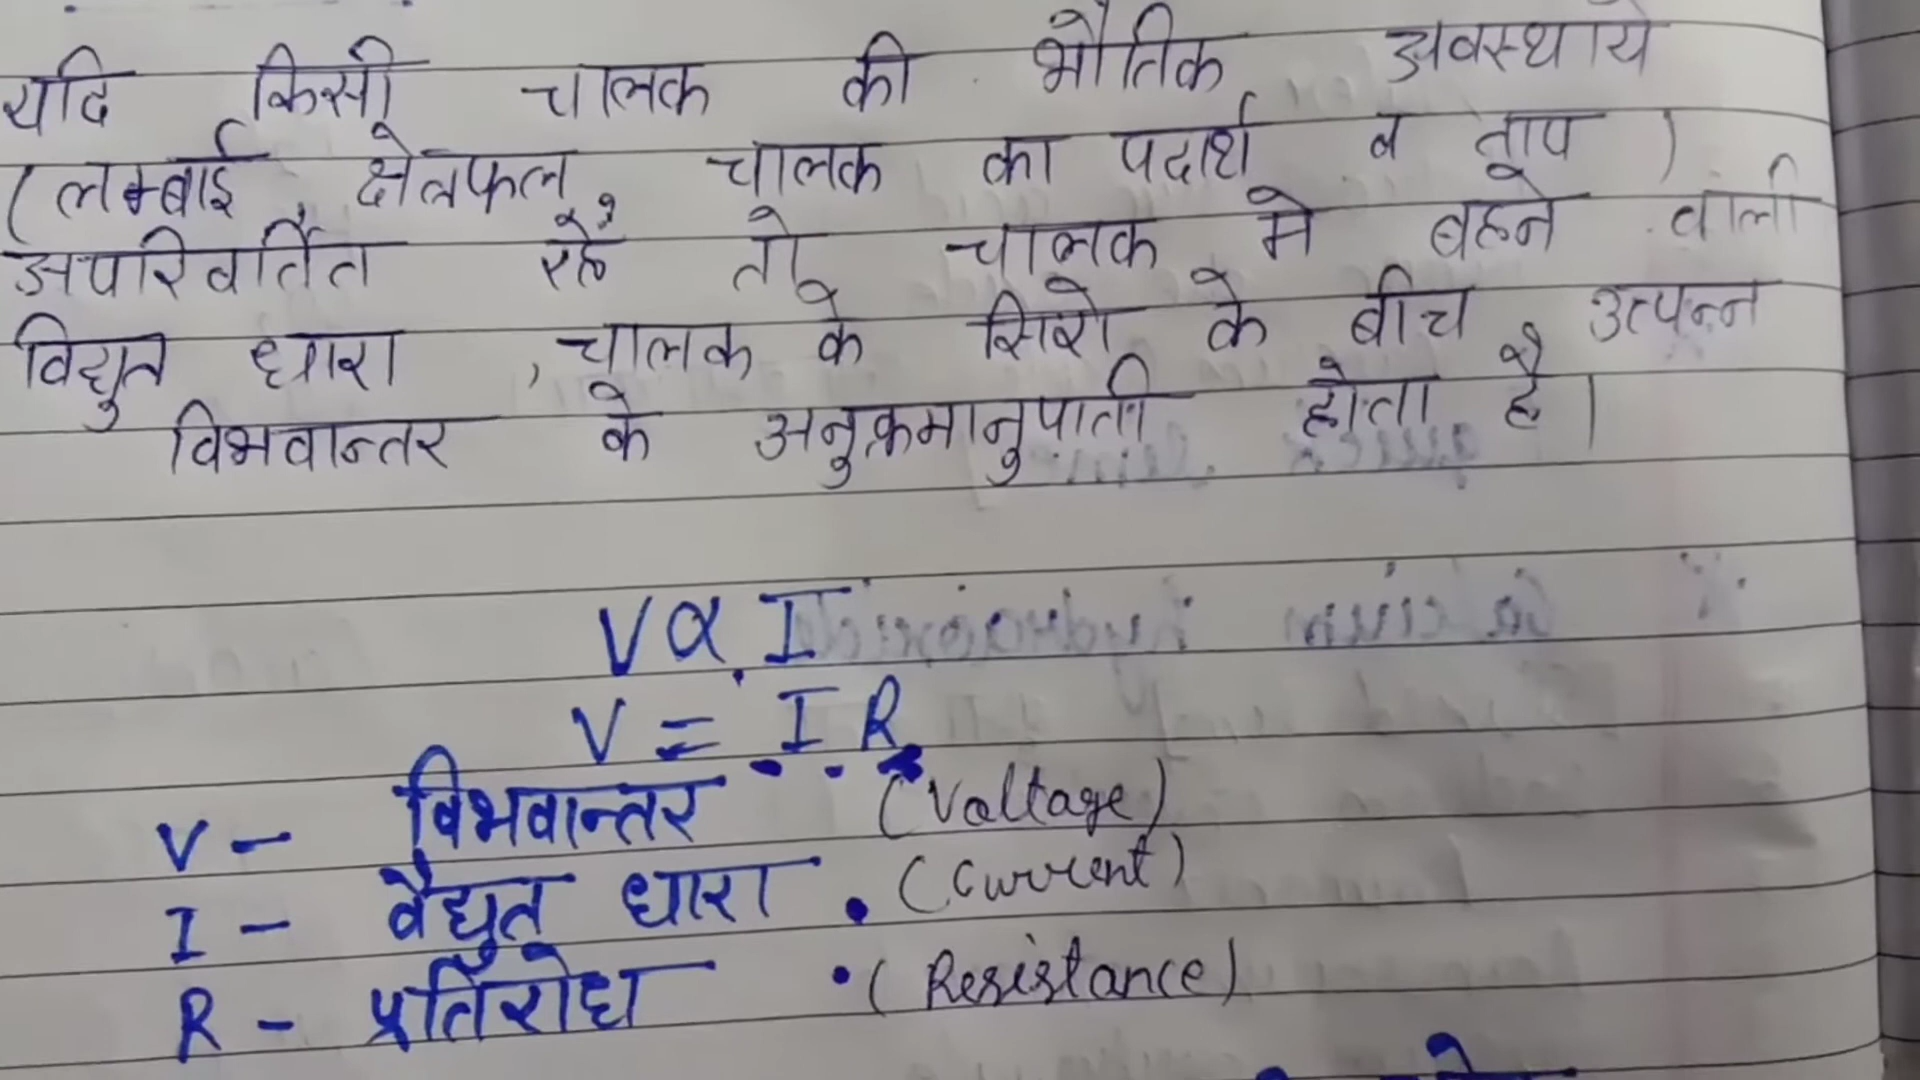 यदि किसी चालक की भौतिक अवस्थाये
(लम्बाई क्षेत्रफल, चालक का पदार्थ व ताप)
अपरिवर्तित रहे तो चालक मे बहने वाली
विद्युत धारा, चालक के सिरो के बीच उत्पन्न
विभवान्तर के अनुक्रमानुपाती होता है।
V α I
V = I R
V - विभवान्तर (Voltage)
I - वैद्युत धारा (Current)
R - प्रतिरोध (Resistance)